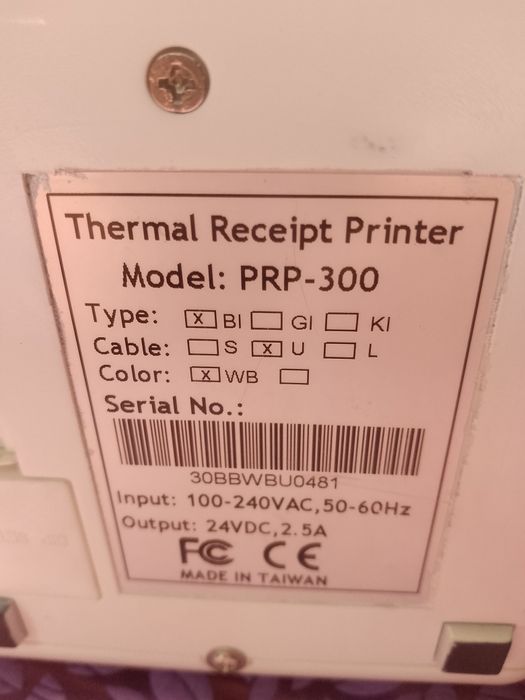 Thermal Receipt Printer
Model: PRP-300
Type: [x] BI [ ] GI [ ] KI
Cable: [ ] S [x] U [ ] L
Color: [x] WB [ ]
Serial No.:
30BBWBU0481
Input: 100-240VAC,50-60Hz
Output: 24VDC,2.5A
FC CE
MADE IN TAIWAN